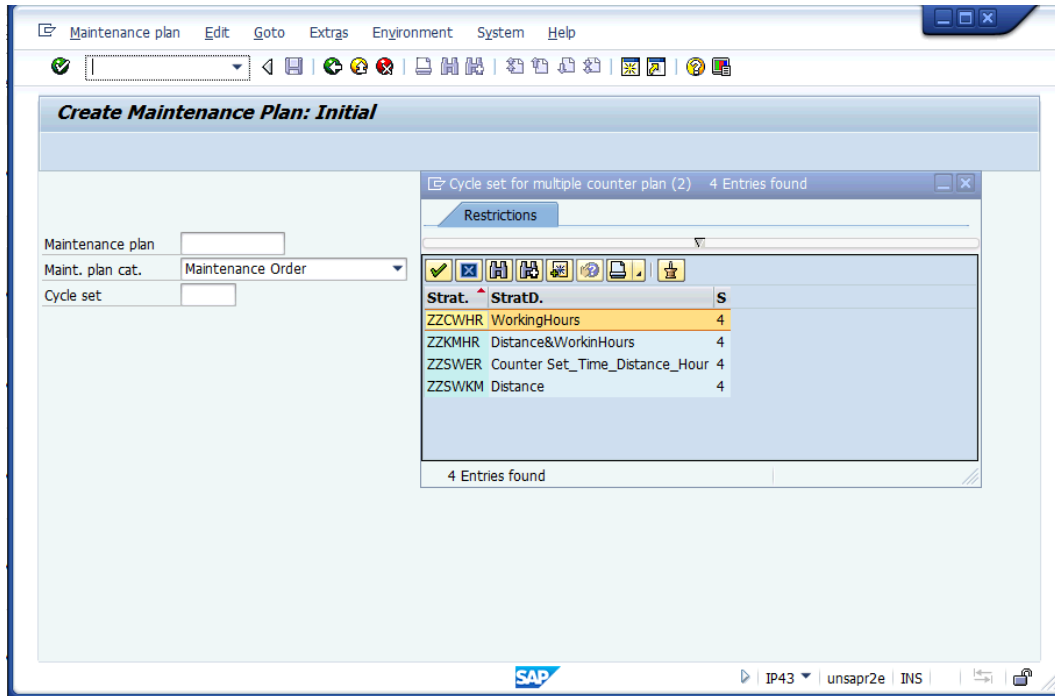 Maintenance plan Edit Goto Extras Environment System Help
Create Maintenance Plan: Initial
Cycle set for multiple counter plan (2) 4 Entries found
Restrictions
Maintenance plan
Maint. plan cat. Maintenance Order
Cycle set
Strat. StratD. S
ZZCWHR WorkingHours 4
ZZKMHR Distance&WorkinHours 4
ZZSWER Counter Set_Time_Distance_Hour 4
ZZSWKM Distance 4
4 Entries found
SAP IP43 unsapr2e INS